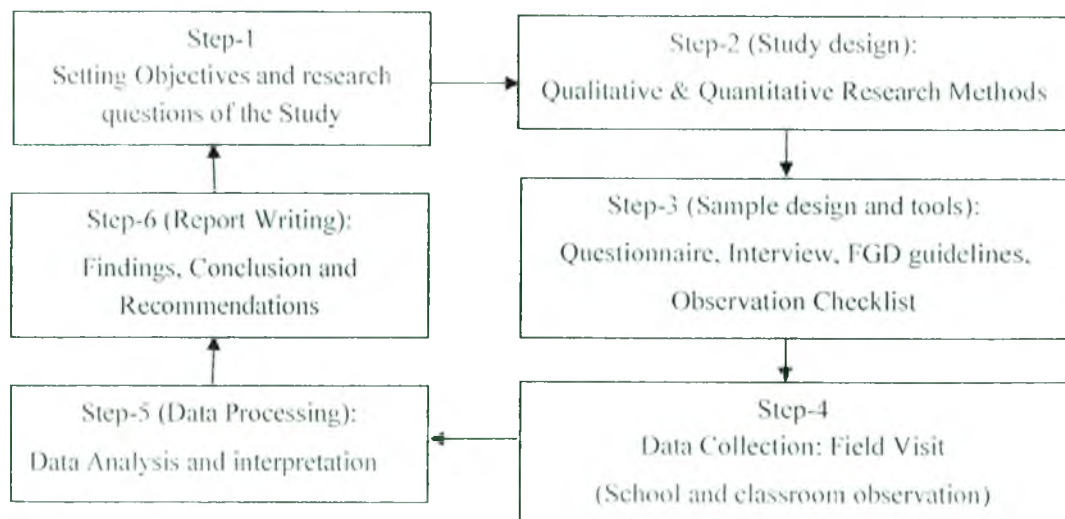 Step-1
Setting Objectives and research
questions of the Study
Step-2 (Study design):
Qualitative & Quantitative Research Methods
Step-3 (Sample design and tools):
Questionnaire, Interview, FGD guidelines,
Observation Checklist
Step-4
Data Collection: Field Visit
(School and classroom observation)
Step-5 (Data Processing):
Data Analysis and interpretation
Step-6 (Report Writing):
Findings, Conclusion and
Recommendations